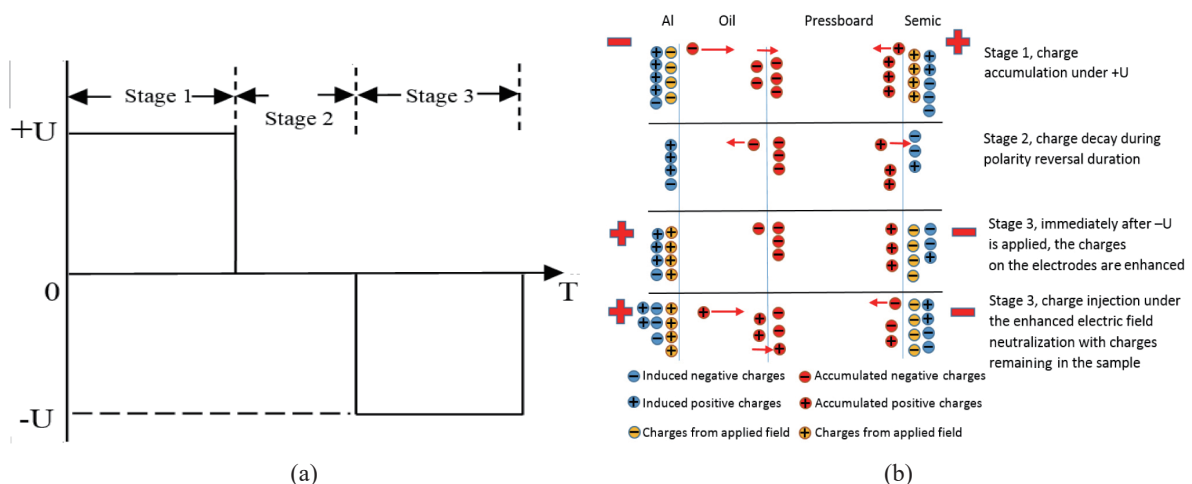 Stage 1
Stage 2
Stage 3
+U
0
T
-U
(a)
Al Oil Pressboard Semic
Stage 1, charge
accumulation under +U
Stage 2, charge decay during
polarity reversal duration
Stage 3, immediately after –U
is applied, the charges
on the electrodes are enhanced
Stage 3, charge injection under
the enhanced electric field
neutralization with charges
remaining in the sample
Induced negative charges
Accumulated negative charges
Induced positive charges
Accumulated positive charges
Charges from applied field
Charges from applied field
(b)